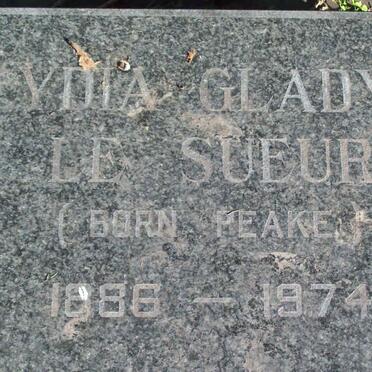 YDIA GLADY
LE SUEUR
( BORN PEAKE )
1886 — 1974